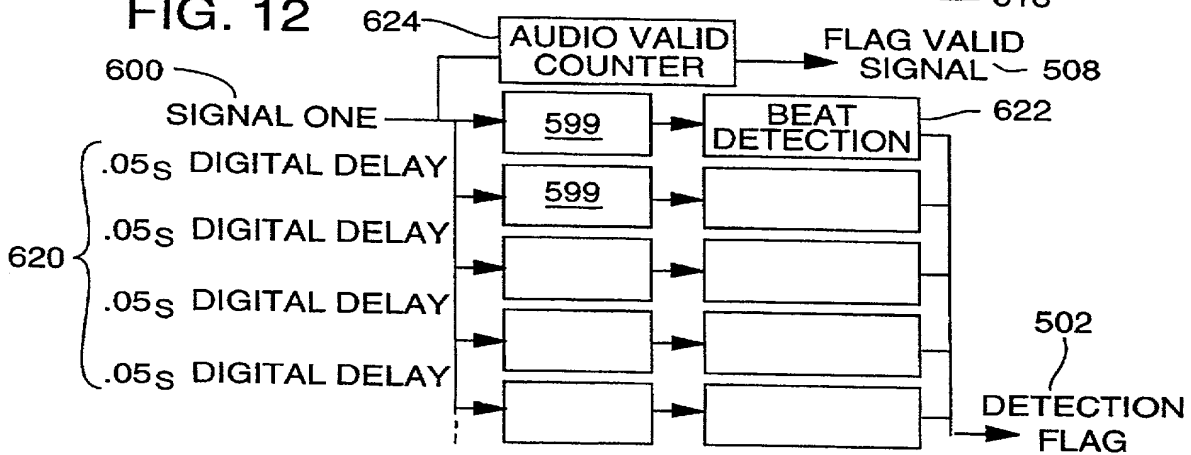 FIG. 12
624
AUDIO VALID
COUNTER
FLAG VALID
SIGNAL 508
600
SIGNAL ONE
599
BEAT
DETECTION
622
.05s DIGITAL DELAY
599
.05s DIGITAL DELAY
620
.05s DIGITAL DELAY
.05s DIGITAL DELAY
502
DETECTION
FLAG